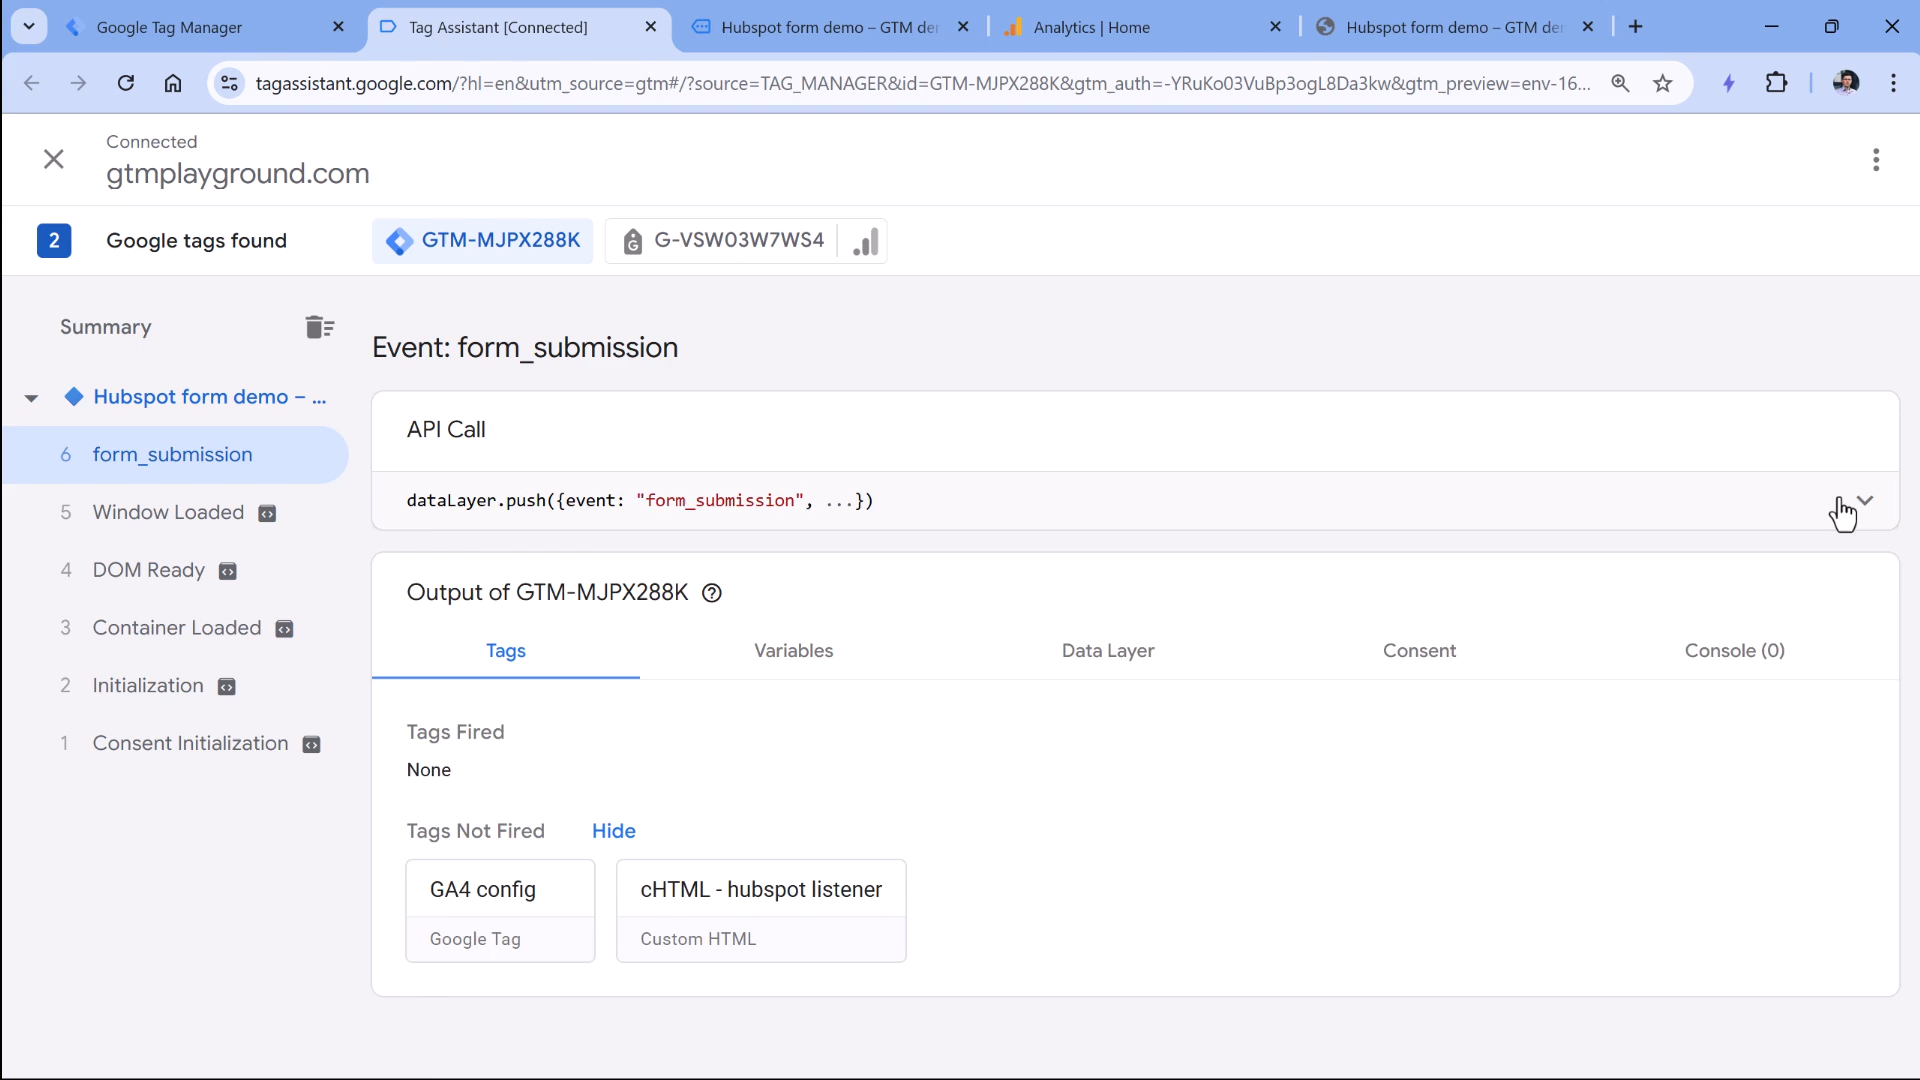 Google Tag Manager
Tag Assistant [Connected]
Hubspot form demo – GTM der
Analytics | Home
Hubspot form demo – GTM der
tagassistant.google.com/?hl=en&utm_source=gtm#/?source=TAG_MANAGER&id=GTM-MJPX288K&gtm_auth=-YRuKo03VuBp3ogL8Da3kw&gtm_preview=env-16...
Connected
gtmplayground.com
2 Google tags found GTM-MJPX288K G-VSW03W7WS4
Summary
Hubspot form demo – ...
6 form_submission
5 Window Loaded
4 DOM Ready
3 Container Loaded
2 Initialization
1 Consent Initialization
Event: form_submission
API Call
dataLayer.push({event: "form_submission", ...})
Output of GTM-MJPX288K
Tags Variables Data Layer Consent Console (0)
Tags Fired
None
Tags Not Fired Hide
GA4 config
Google Tag
cHTML - hubspot listener
Custom HTML